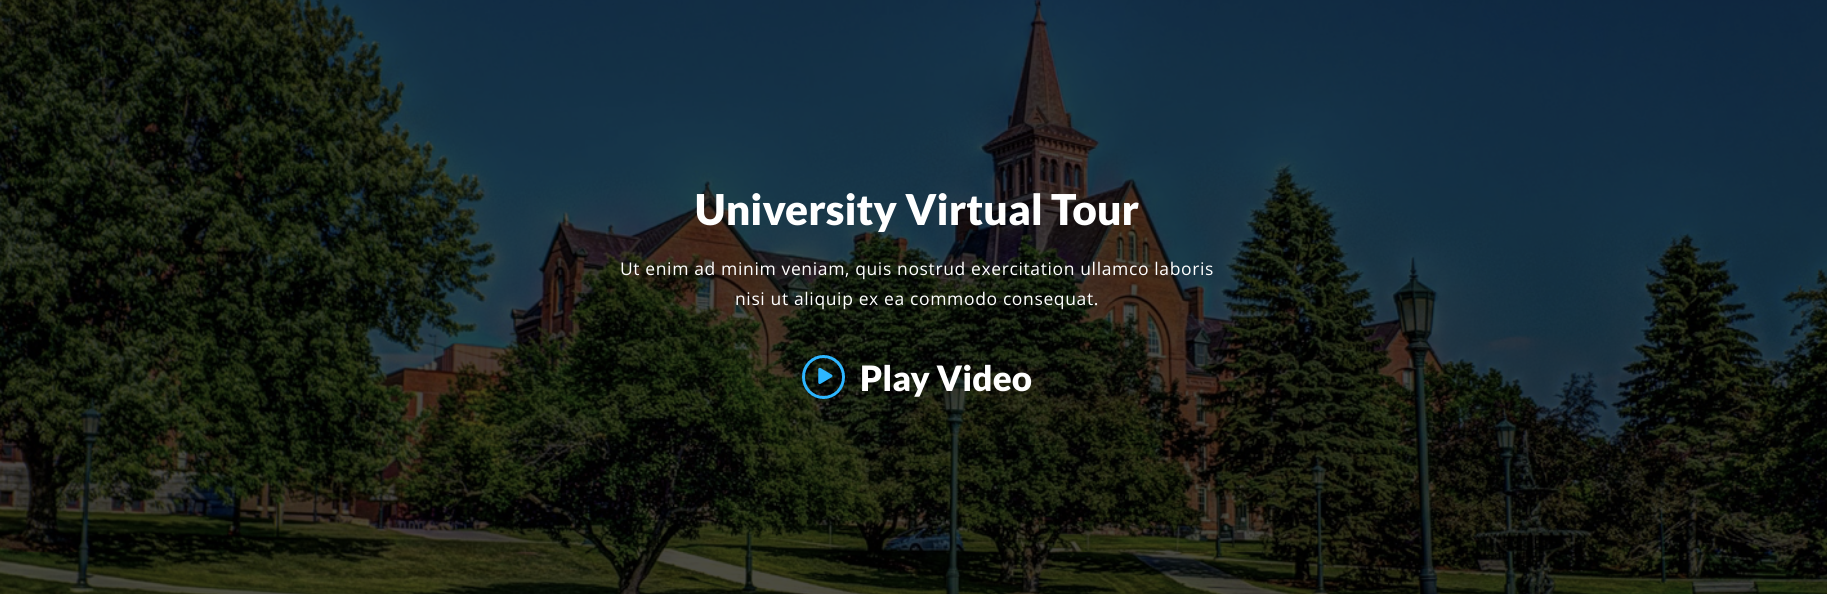 University Virtual Tour
Ut enim ad minim veniam, quis nostrud exercitation ullamco laboris
nisi ut aliquip ex ea commodo consequat.
Play Video